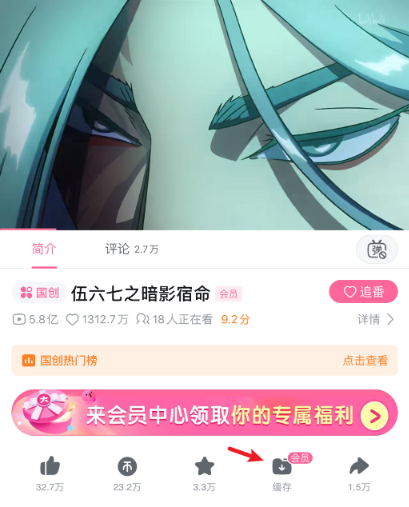 bilibili
简介 评论 2.7万 弹
国创 伍六七之暗影宿命 会员 追番
5.8亿 1312.7万 18人正在看 9.2分 详情
国创热门榜 点击查看
大 来会员中心领取你的专属福利
会员
32.7万 23.2万 3.3万 缓存 1.5万